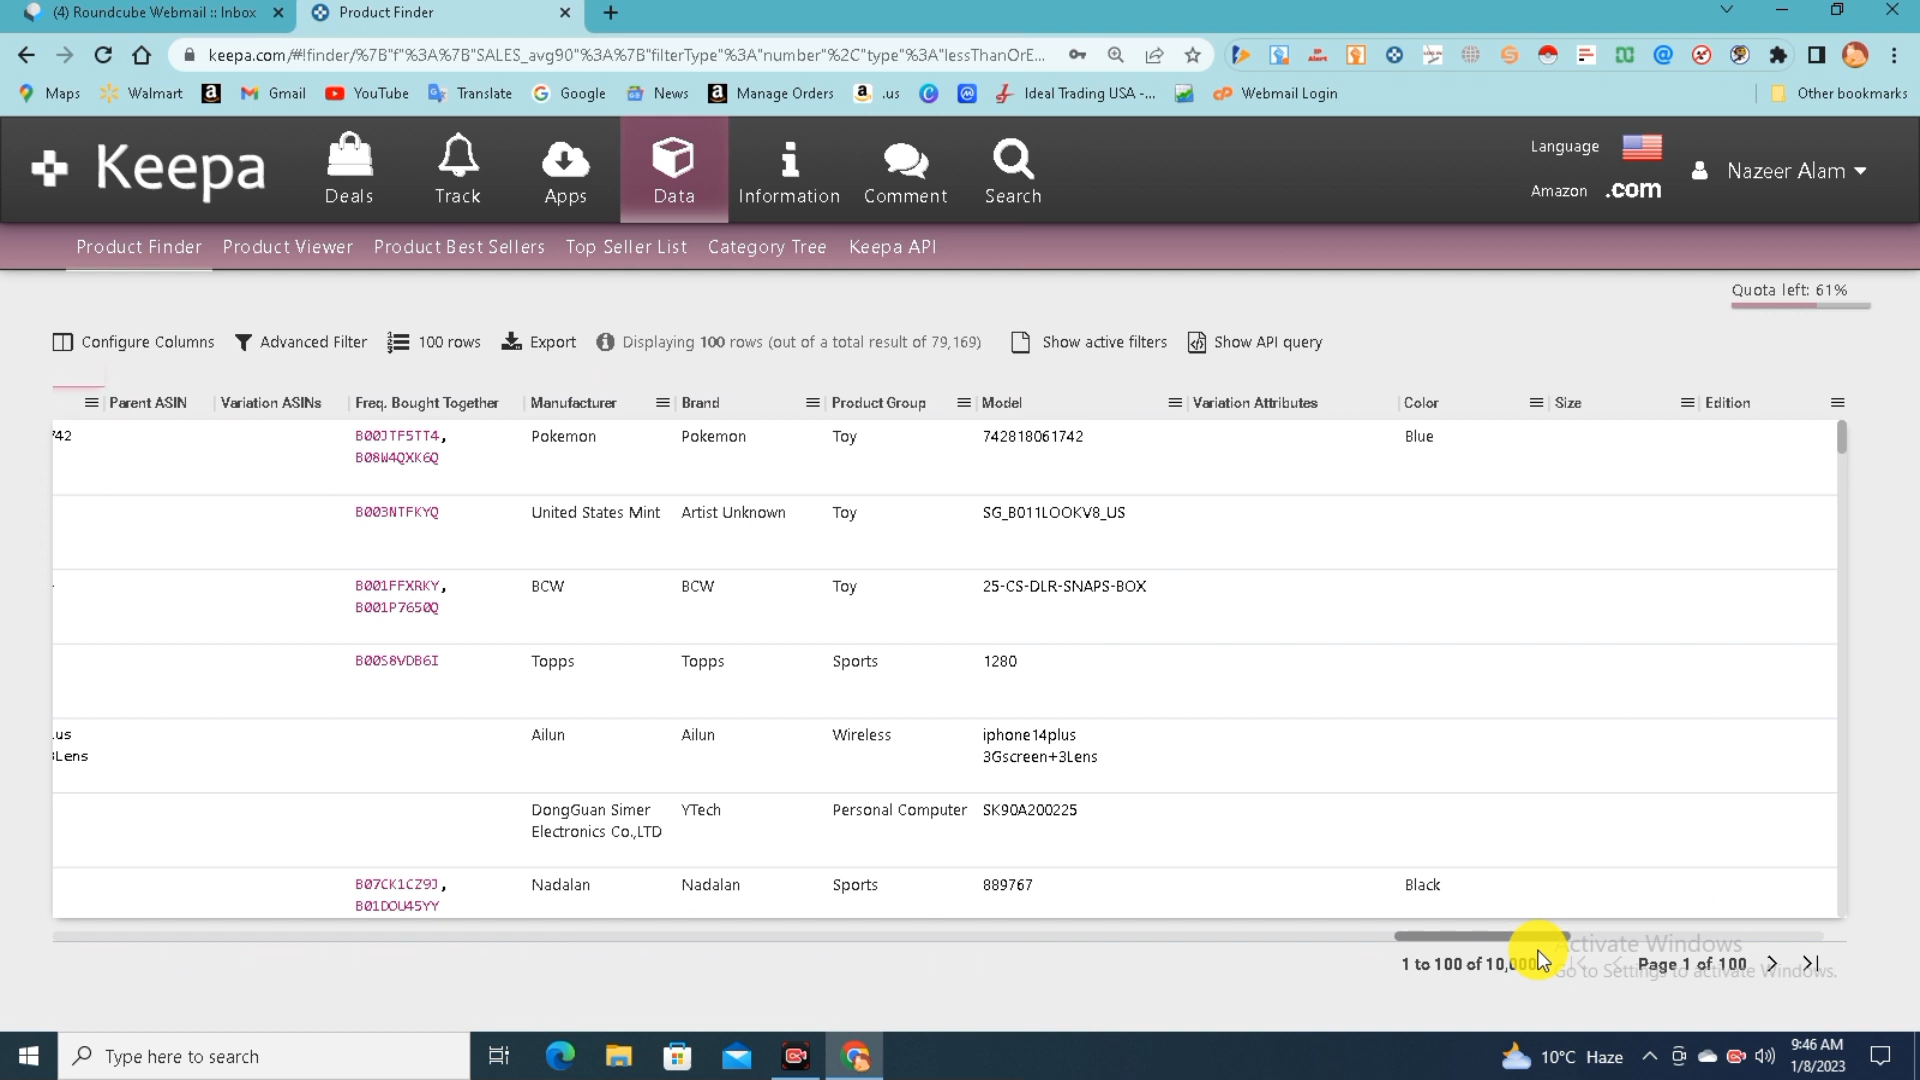 (4) Roundcube Webmail :: Inbox
Product Finder
keepa.com/#!finder/%7B"f"%3A%7B"SALES_avg90"%3A%7B"filterType"%3A"number"%2C"type"%3A"lessThanOrE...
Maps
Walmart
Gmail
YouTube
Translate
Google
News
Manage Orders
.us
Ideal Trading USA -...
Webmail Login
Other bookmarks
Keepa
Deals
Track
Apps
Data
Information
Comment
Search
Language
Amazon .com
Nazeer Alam
Product Finder Product Viewer Product Best Sellers Top Seller List Category Tree Keepa API
Quota left: 61%
Configure Columns Advanced Filter 100 rows Export Displaying 100 rows (out of a total result of 79,169) Show active filters Show API query
Parent ASIN Variation ASINs Freq. Bought Together Manufacturer Brand Product Group Model Variation Attributes Color Size Edition
742 B00JTF5TT4, Pokemon Pokemon Toy 742818061742 Blue
B08W4QXK6Q
B003NTFKYQ United States Mint Artist Unknown Toy SG_B011LOOKV8_US
B001FFXRKY, BCW BCW Toy 25-CS-DLR-SNAPS-BOX
B001P7650Q
B00S8VDB6I Topps Topps Sports 1280
.us Ailun Ailun Wireless iphone14plus
Lens 3Gscreen+3Lens
DongGuan Simer YTech Personal Computer SK90A200225
Electronics Co.,LTD
B07CK1CZ9J, Nadalan Nadalan Sports 889767 Black
B01DOU45YY
Activate Windows
Go to Settings to activate Windows.
1 to 100 of 10,000 Page 1 of 100
Type here to search
10°C Haze
9:46 AM
1/8/2023